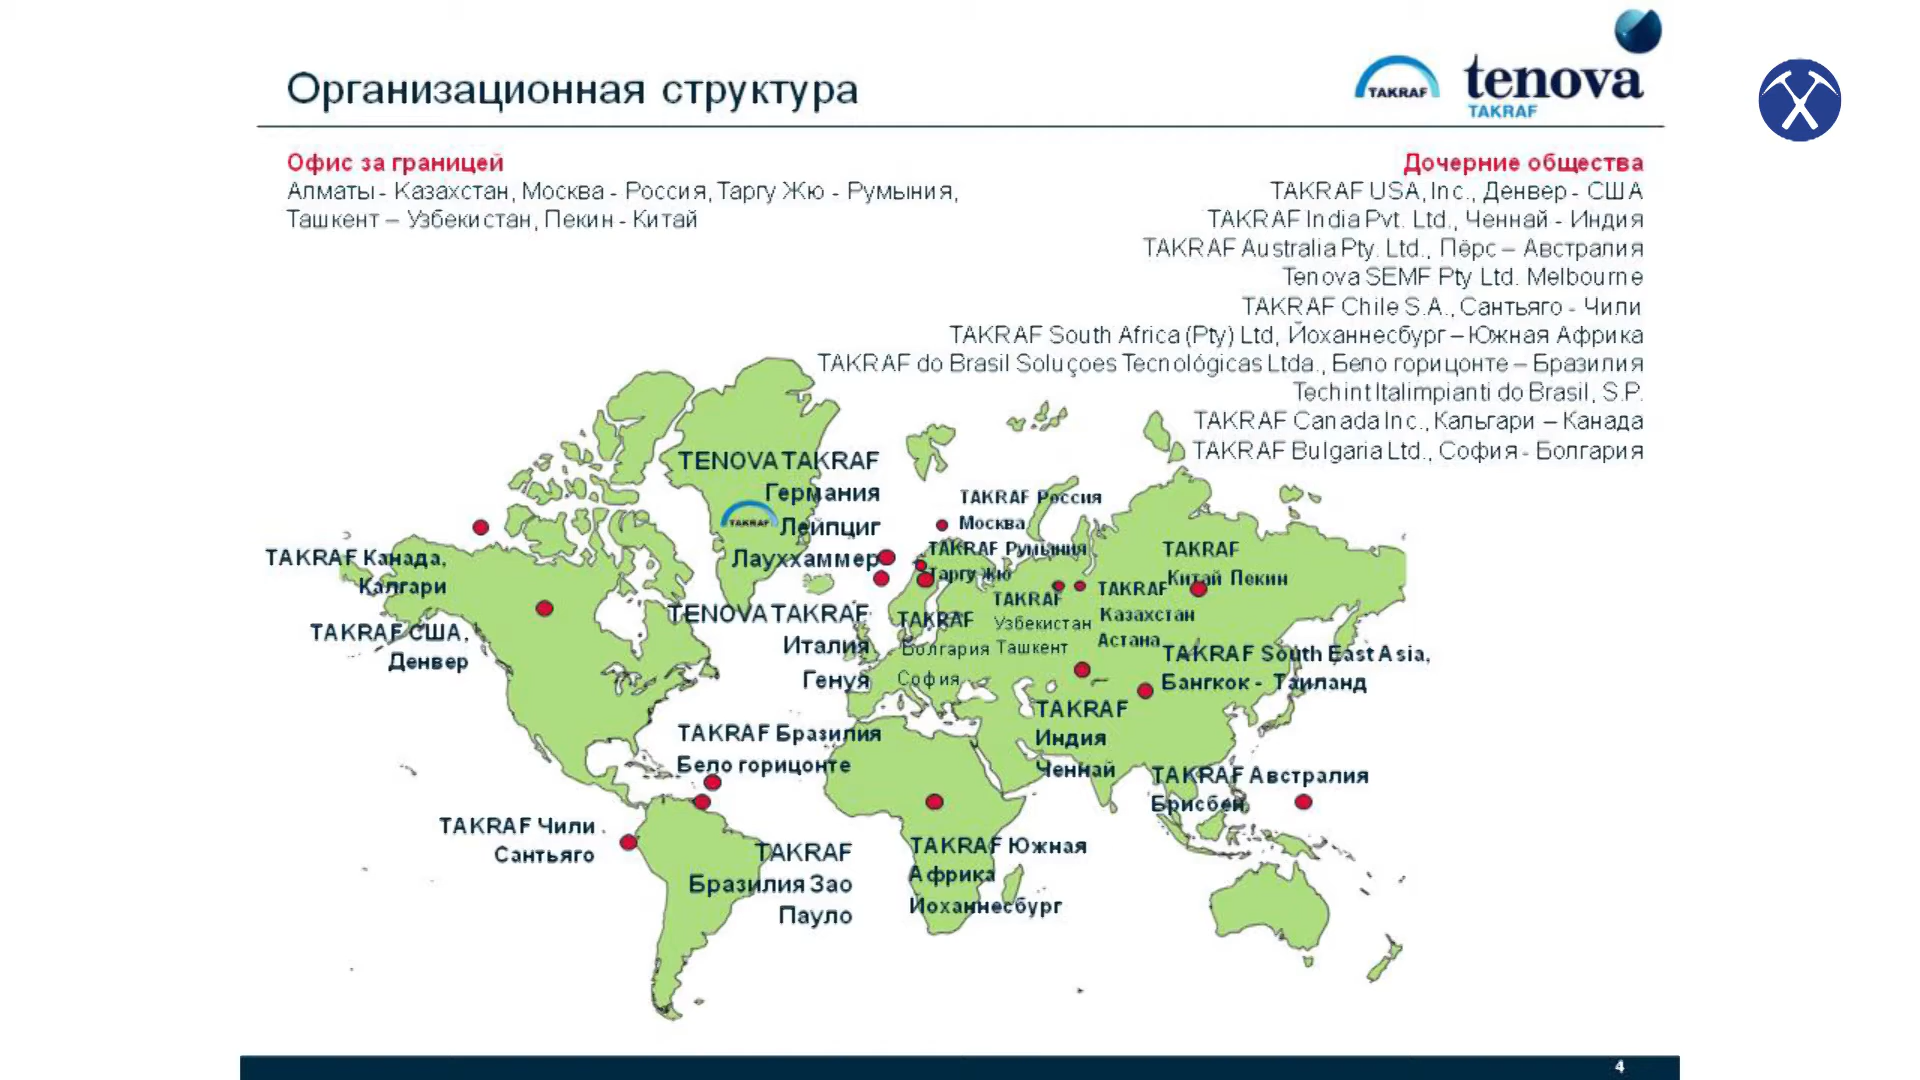 Организационная структура
TAKRAF
tenova
TAKRAF
Офис за границей
Алматы - Казахстан, Москва - Россия, Таргу Жю - Румыния,
Ташкент – Узбекистан, Пекин - Китай
Дочерние общества
TAKRAF USA, Inc., Денвер - США
TAKRAF India Pvt. Ltd., Ченнай - Индия
TAKRAF Australia Pty. Ltd., Пёрс – Австралия
Tenova SEMF Pty Ltd. Melbourne
TAKRAF Chile S.A., Сантьяго - Чили
TAKRAF South Africa (Pty) Ltd, Йоханнесбург – Южная Африка
TAKRAF do Brasil Soluçoes Tecnológicas Ltda., Бело горицонте – Бразилия
Techint Italimpianti do Brasil, S.P.
TAKRAF Canada Inc., Кальгари – Канада
TAKRAF Bulgaria Ltd., София - Болгария
TENOVA TAKRAF
Германия
TAKRAF
Лейпциг
Лауххаммер
TAKRAF Россия
Москва
TAKRAF Румыния
Таргу Жю
TAKRAF
Китай Пекин
TAKRAF Канада,
Калгари
TAKRAF США,
Денвер
TENOVA TAKRAF
Италия
Генуя
TAKRAF
Болгария
София
TAKRAF
Узбекистан
Ташкент
TAKRAF
Казахстан
Астана
TAKRAF South East Asia,
Бангкок - Таиланд
TAKRAF
Индия
Ченнай
TAKRAF Бразилия
Бело горицонте
TAKRAF Австралия
Брисбен
TAKRAF Чили
Сантьяго
TAKRAF
Бразилия Зао
Пауло
TAKRAF Южная
Африка
Йоханнесбург
4